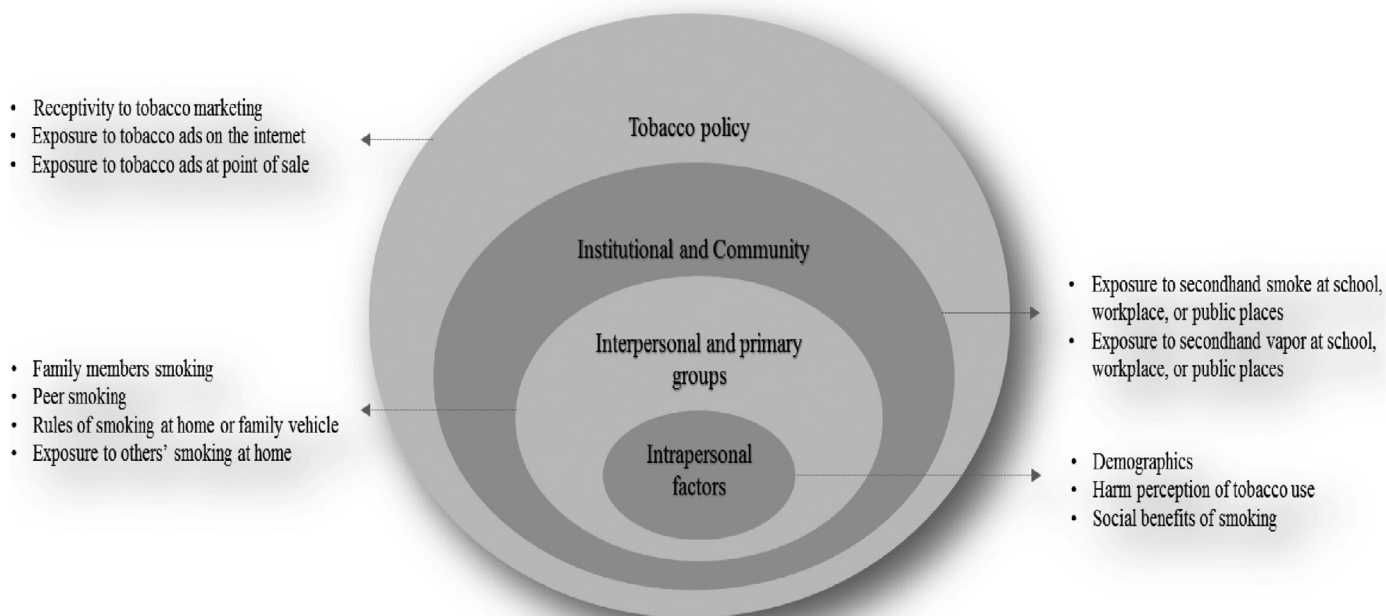 • Receptivity to tobacco marketing
• Exposure to tobacco ads on the internet
• Exposure to tobacco ads at point of sale
Tobacco policy
Institutional and Community
• Exposure to secondhand smoke at school,
workplace, or public places
• Exposure to secondhand vapor at school,
workplace, or public places
Interpersonal and primary
groups
• Family members smoking
• Peer smoking
• Rules of smoking at home or family vehicle
• Exposure to others’ smoking at home
Intrapersonal
factors
• Demographics
• Harm perception of tobacco use
• Social benefits of smoking